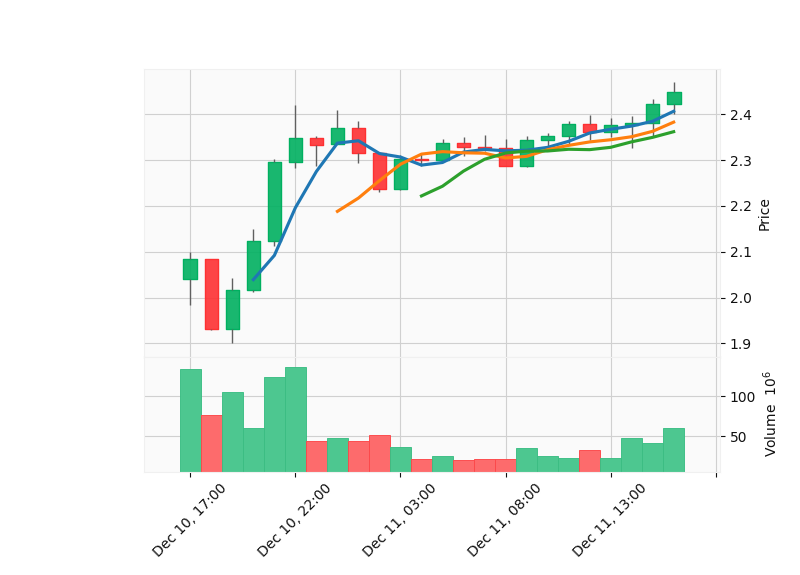 2.4
2.3
2.2
2.1
2.0
1.9
Price
100
50
Volume 10^6
Dec 10, 17:00
Dec 10, 22:00
Dec 11, 03:00
Dec 11, 08:00
Dec 11, 13:00